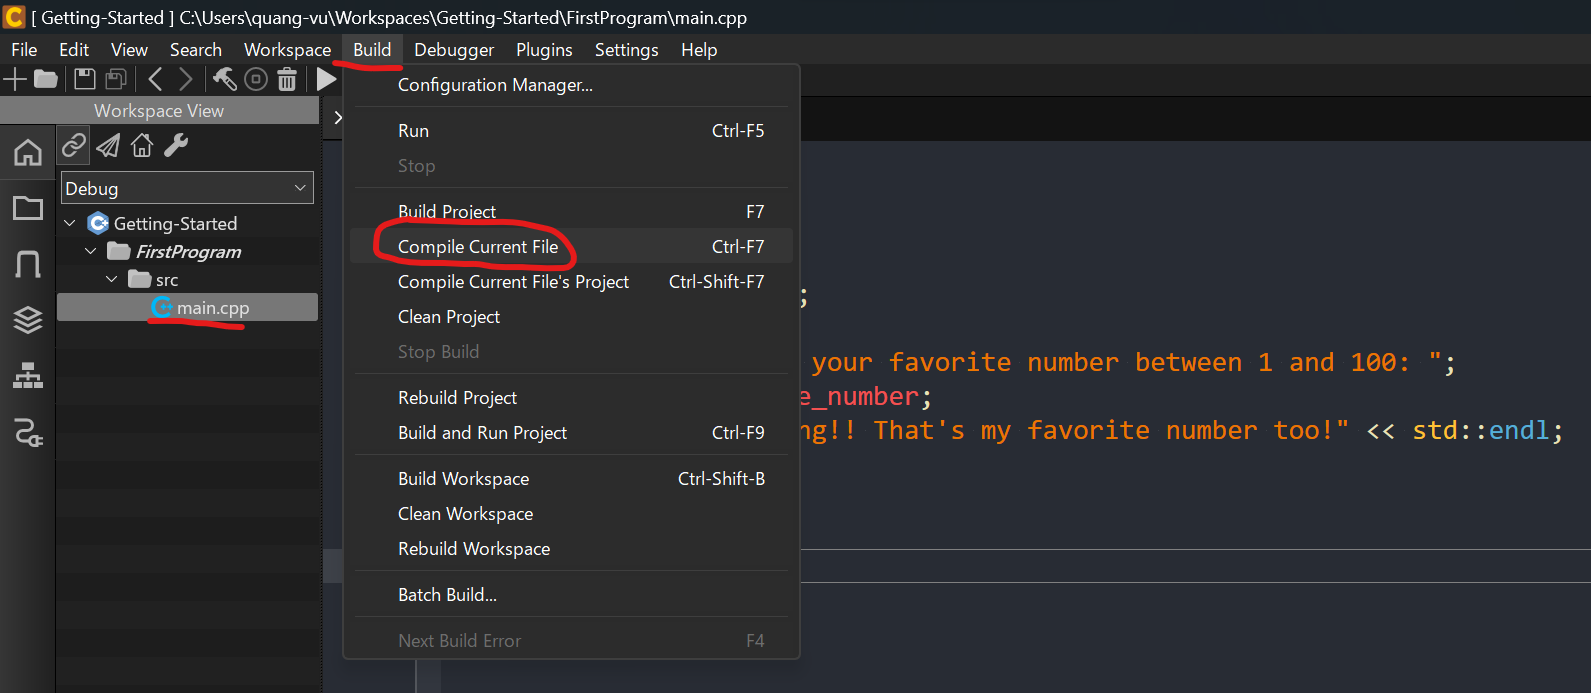 [ Getting-Started ] C:\Users\quang-vu\Workspaces\Getting-Started\FirstProgram\main.cpp
File Edit View Search Workspace Build Debugger Plugins Settings Help
Workspace View
Debug
Getting-Started
FirstProgram
src
main.cpp
Configuration Manager...
Run Ctrl-F5
Stop
Build Project F7
Compile Current File Ctrl-F7
Compile Current File's Project Ctrl-Shift-F7
Clean Project
Stop Build
Rebuild Project
Build and Run Project Ctrl-F9
Build Workspace Ctrl-Shift-B
Clean Workspace
Rebuild Workspace
Batch Build...
Next Build Error F4
;
your favorite number between 1 and 100: ";
e_number;
ng!! That's my favorite number too!" << std::endl;